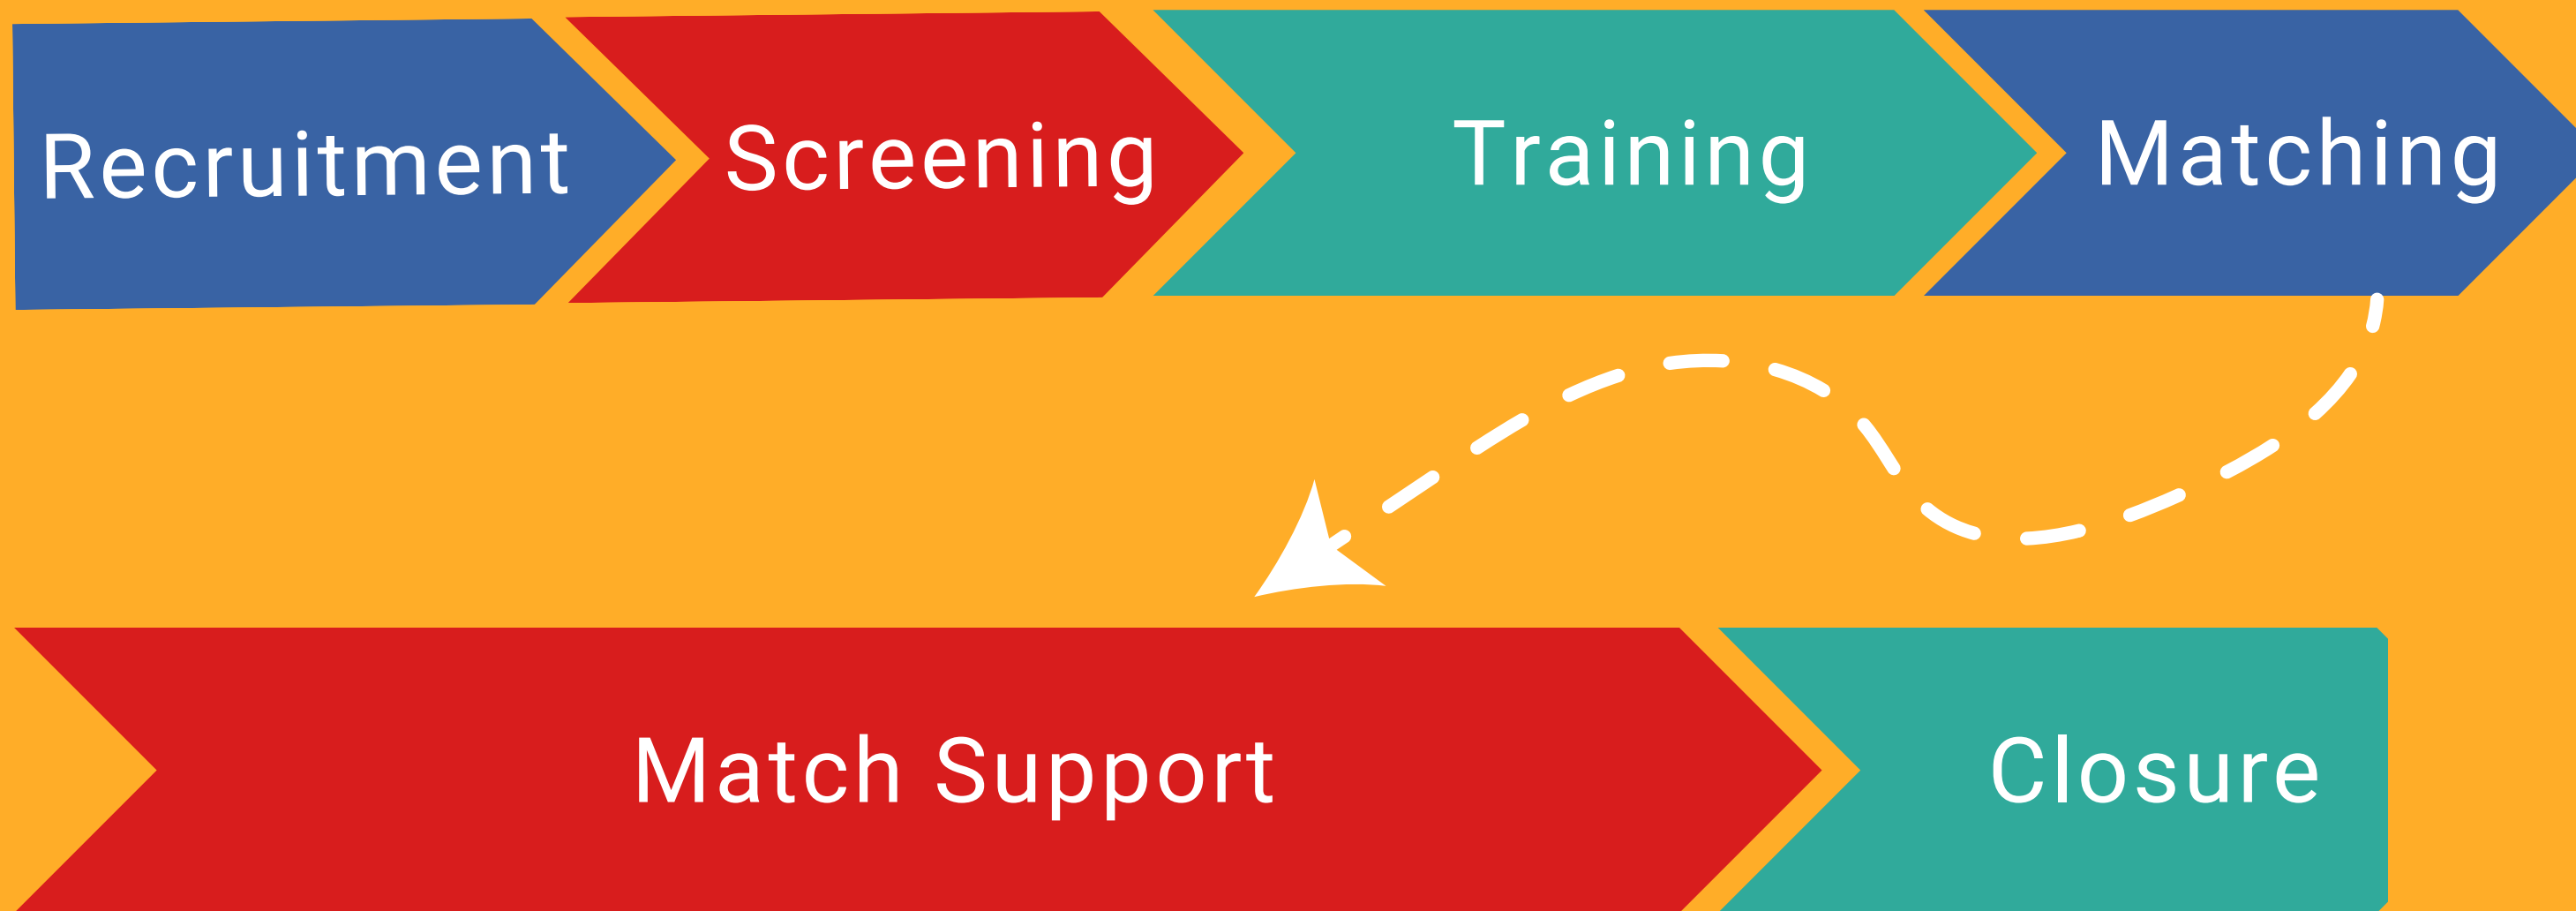 Recruitment
Screening
Training
Matching
Match Support
Closure